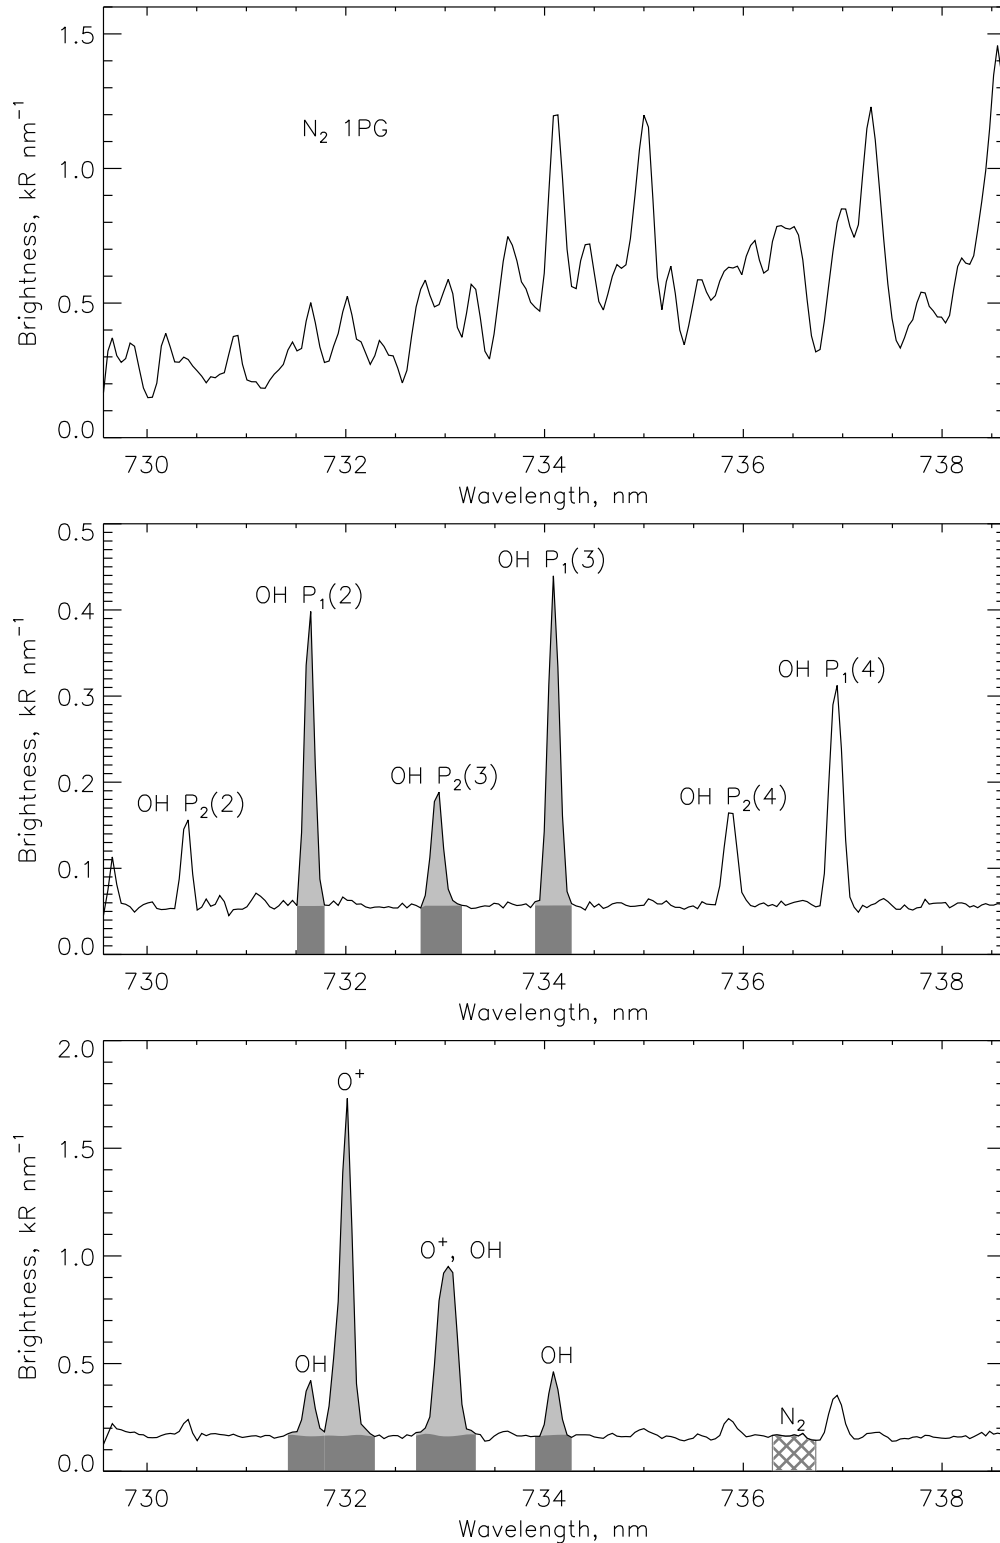 1.5
1.0
0.5
0.0
Brightness, kR nm⁻¹
N₂ 1PG
730 732 734 736 738
Wavelength, nm
0.5
0.4
0.3
0.2
0.1
0.0
Brightness, kR nm⁻¹
OH P₂(2)
OH P₁(2)
OH P₂(3)
OH P₁(3)
OH P₂(4)
OH P₁(4)
730 732 734 736 738
Wavelength, nm
2.0
1.5
1.0
0.5
0.0
Brightness, kR nm⁻¹
OH
O⁺
O⁺, OH
OH
N₂
730 732 734 736 738
Wavelength, nm